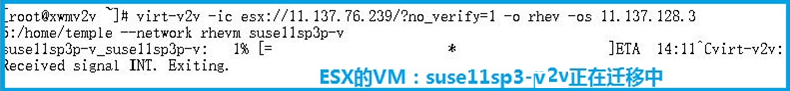 [root@xwmv2v ~]# virt-v2v -ic esx://11.137.76.239/?no_verify=1 -o rhev -os 11.137.128.3
5:/home/temple --network rhevm suse11sp3p-v
suse11sp3p-v_suse11sp3p-v:   1% [=                    *                    ]ETA  14:11^Cvirt-v2v:
Received signal INT. Exiting.
ESX的VM：suse11sp3-v2v正在迁移中